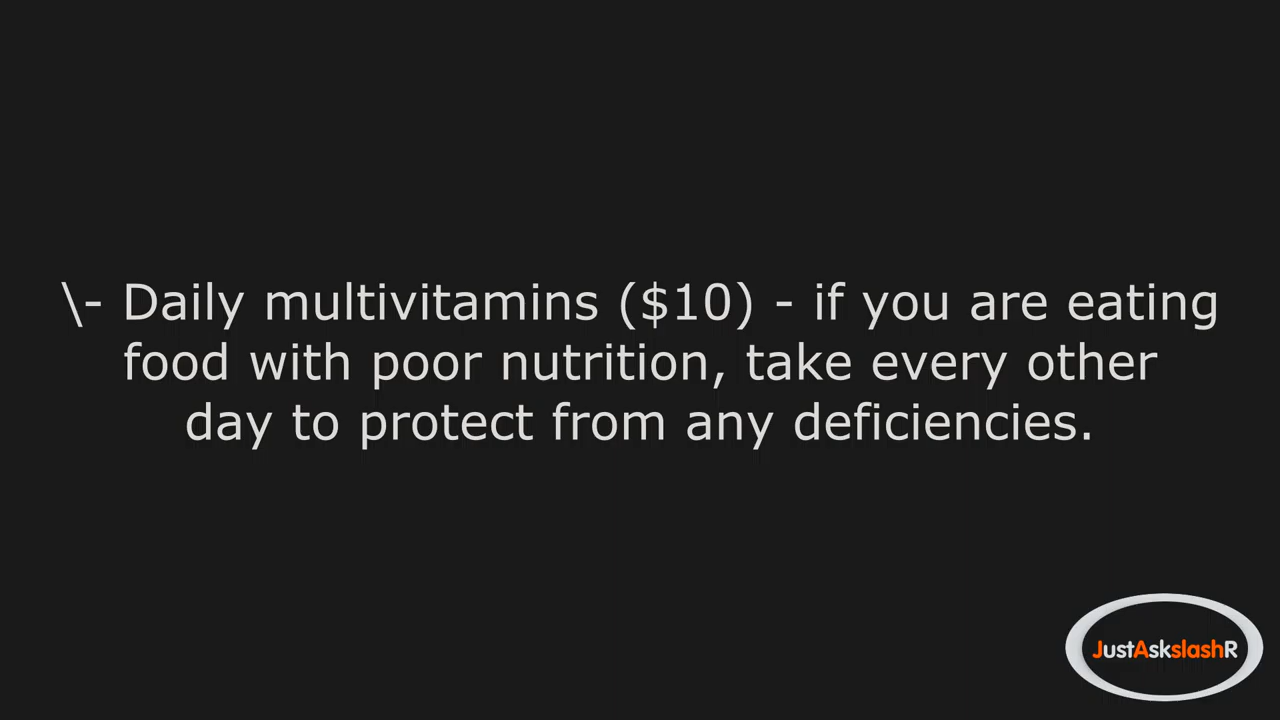 \- Daily multivitamins ($10) - if you are eating
food with poor nutrition, take every other
day to protect from any deficiencies.
JustAskslashR